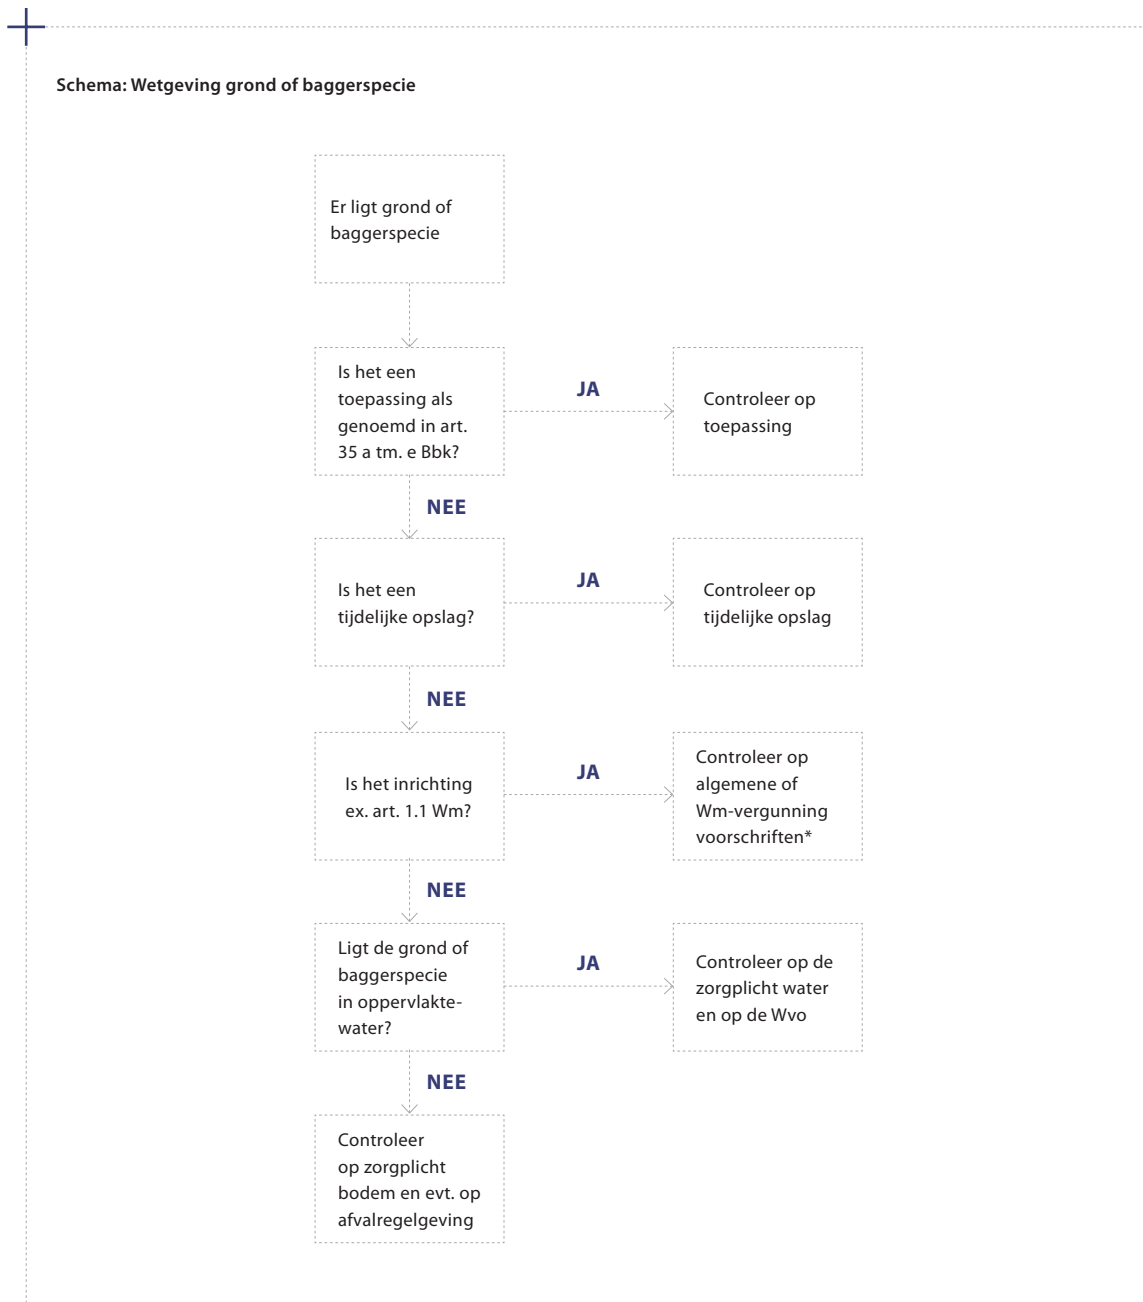 Schema: Wetgeving grond of baggerspecie
Er ligt grond of
baggerspecie
Is het een
toepassing als
genoemd in art.
35 a tm. e Bbk?
JA
Controleer op
toepassing
NEE
Is het een
tijdelijke opslag?
JA
Controleer op
tijdelijke opslag
NEE
Is het inrichting
ex. art. 1.1 Wm?
JA
Controleer op
algemene of
Wm-vergunning
voorschriften*
NEE
Ligt de grond of
baggerspecie
in oppervlakte-
water?
JA
Controleer op de
zorgplicht water
en op de Wvo
NEE
Controleer
op zorgplicht
bodem en evt. op
afvalregelgeving